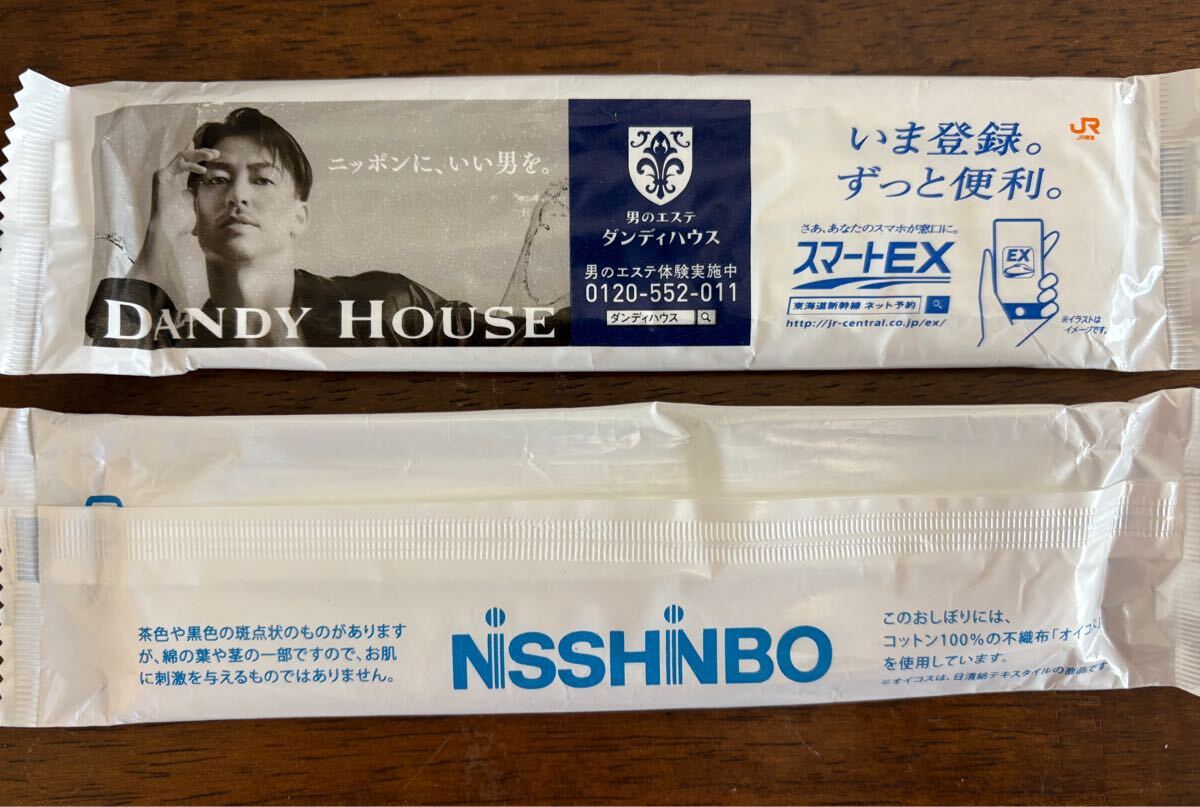 ニッポンに、いい男を。
DANDY HOUSE
男のエステ
ダンディハウス
男のエステ体験実施中
0120-552-011
ダンディハウス
いま登録。
ずっと便利。
JR
JR東海
さあ、あなたのスマホが窓口に。
スマートEX
東海道新幹線 ネット予約
http://jr-central.co.jp/ex/
EX
※イラストは
イメージです。
茶色や黒色の斑点状のものがあります
が、綿の葉や茎の一部ですので、お肌
に刺激を与えるものではありません。
NISSHINBO
このおしぼりには、
コットン100%の不織布「オイコス」
を使用しています。
※オイコスは、日清紡テキスタイルの商品です